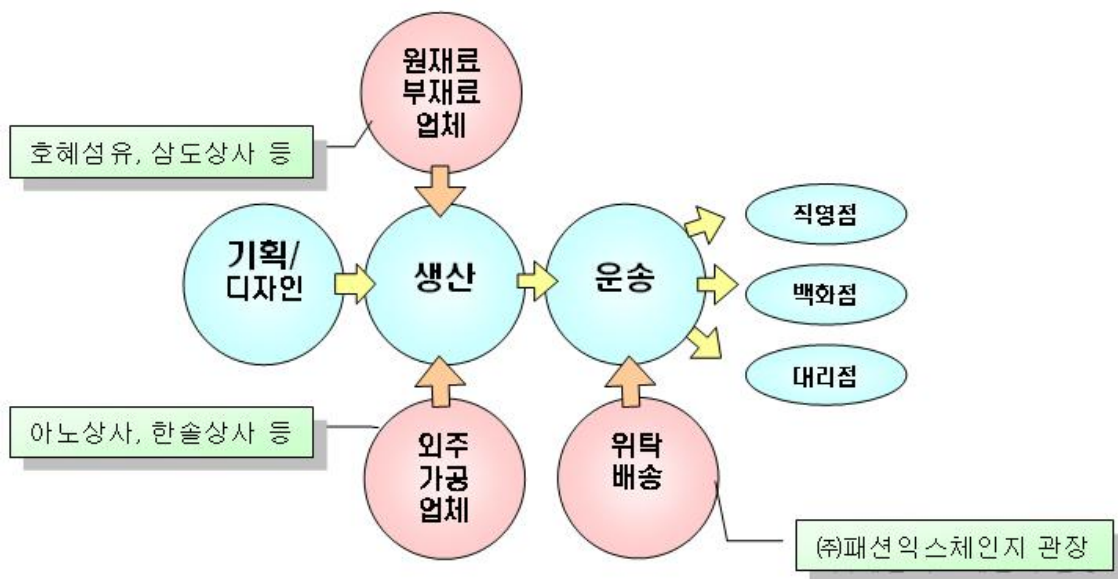 원재료
부재료
업체
호혜섬유, 삼도상사 등
기획/
디자인
생산
운송
직영점
백화점
대리점
아노상사, 한솔상사 등
외주
가공
업체
위탁
배송
㈜패션익스체인지 관장